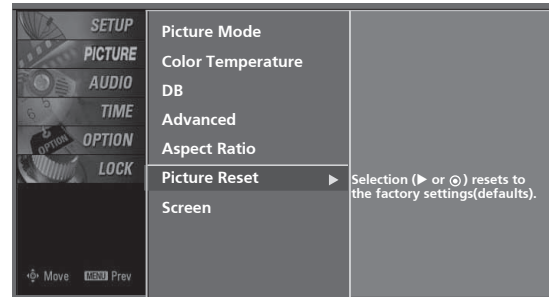 SETUP
PICTURE
AUDIO
TIME
OPTION
LOCK
Move MENU Prev
Picture Mode
Color Temperature
DB
Advanced
Aspect Ratio
Picture Reset ▶
Screen
Selection (▶ or ◉) resets to
the factory settings(defaults).